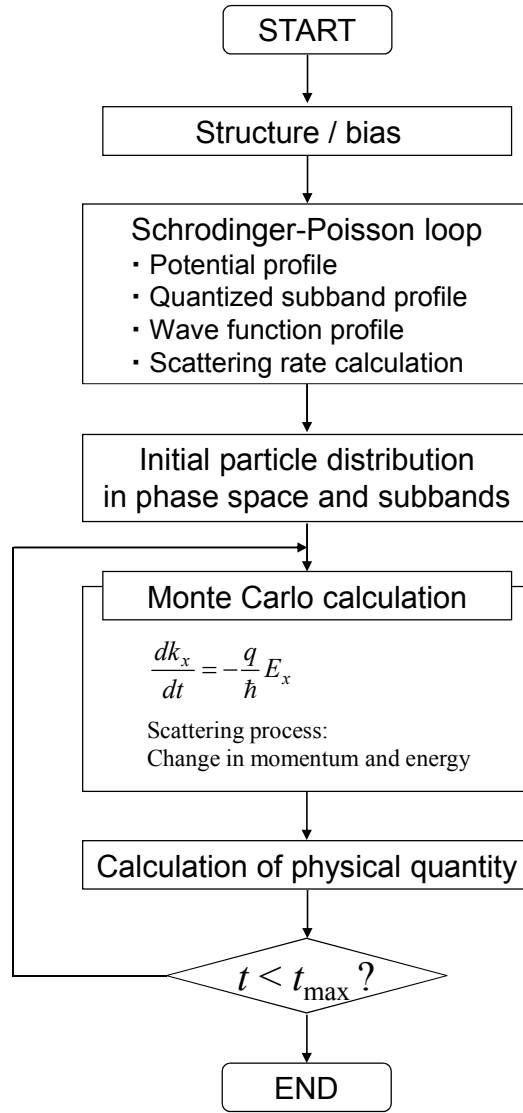 START
Structure / bias
Schrodinger-Poisson loop
・Potential profile
・Quantized subband profile
・Wave function profile
・Scattering rate calculation
Initial particle distribution
in phase space and subbands
Monte Carlo calculation
dk_x/dt = -q/ħ E_x
Scattering process:
Change in momentum and energy
Calculation of physical quantity
t < t_max ?
END